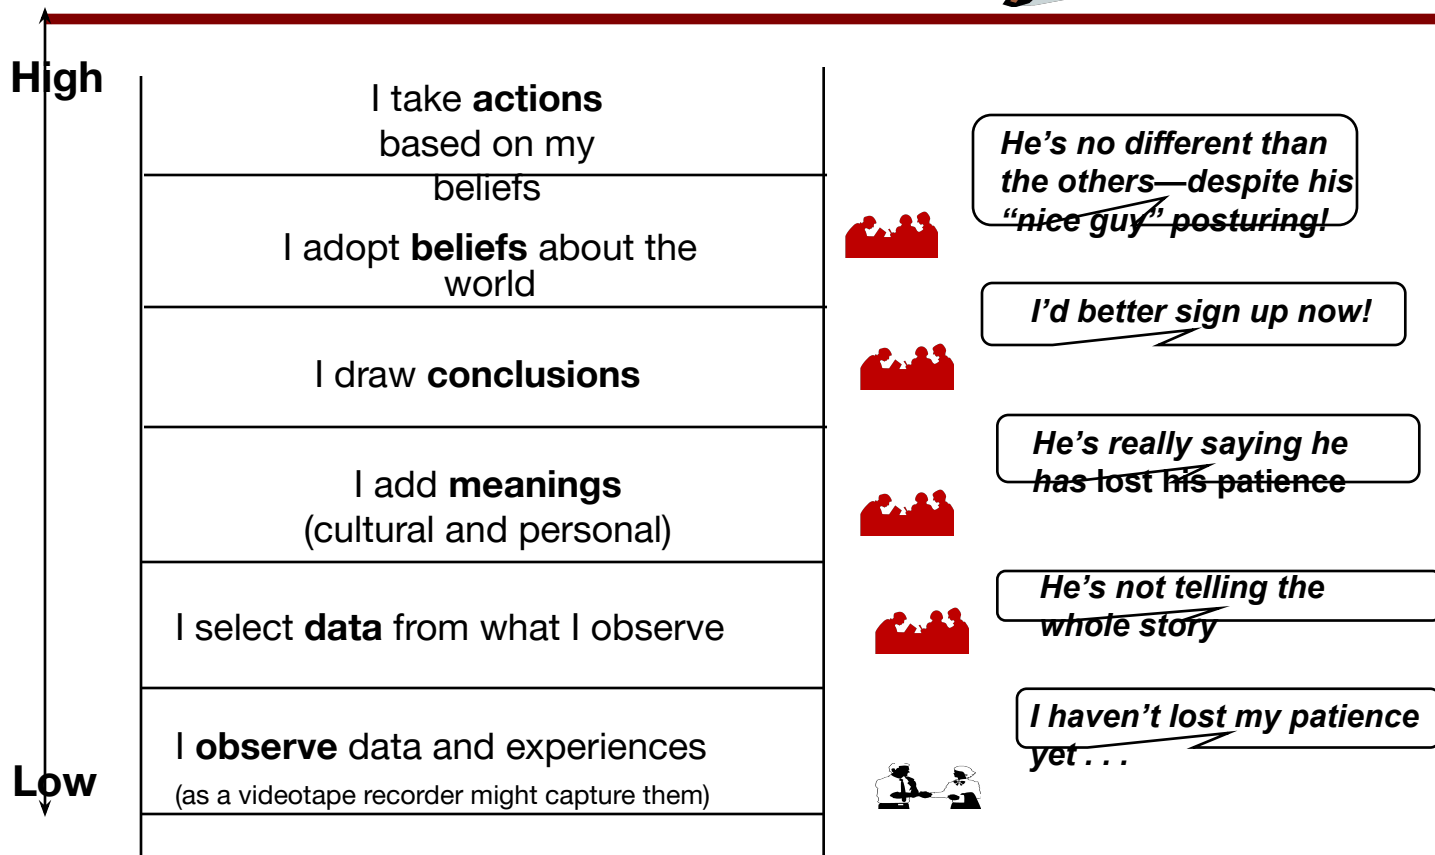 High
I take actions
based on my
beliefs
He’s no different than
the others—despite his
“nice guy” posturing!
I adopt beliefs about the
world
I’d better sign up now!
I draw conclusions
He’s really saying he
has lost his patience
I add meanings
(cultural and personal)
He’s not telling the
whole story
I select data from what I observe
I haven’t lost my patience
yet . . .
I observe data and experiences
(as a videotape recorder might capture them)
Low